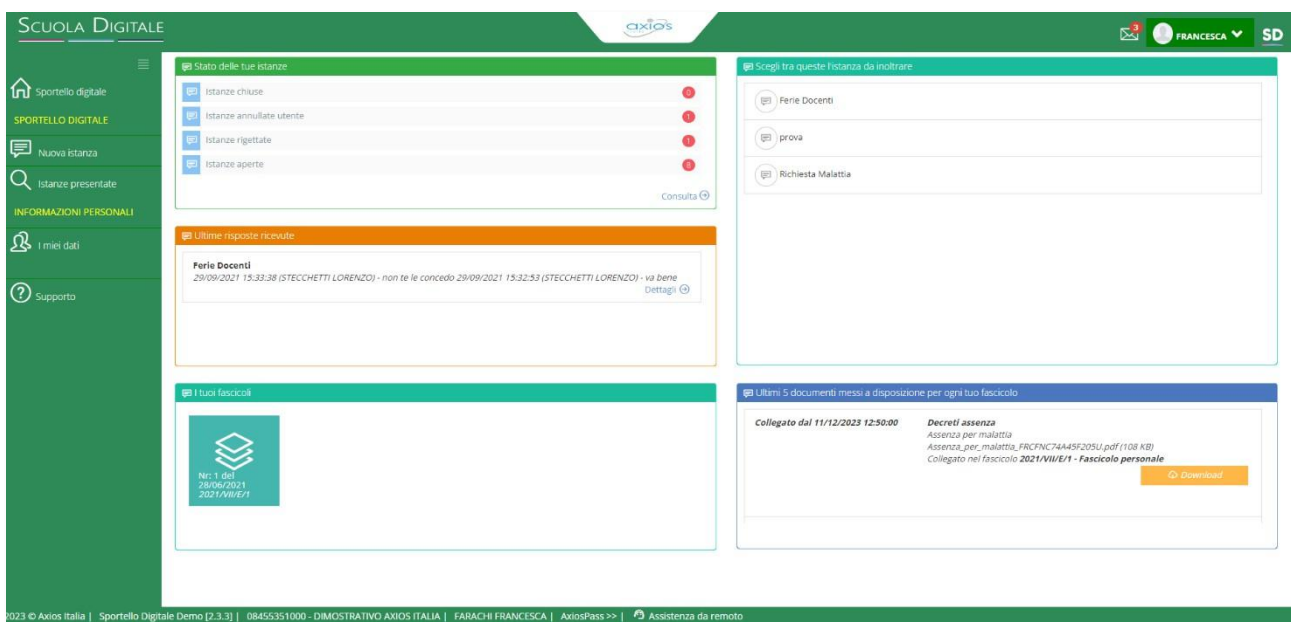 SCUOLA DIGITALE
axios
3
FRANCESCA
SD
Sportello digitale
SPORTELLO DIGITALE
Nuova istanza
Istanze presentate
INFORMAZIONI PERSONALI
I miei dati
Supporto
Stato delle tue istanze
Istanze chiuse 0
Istanze annullate utente 1
Istanze rigettate 1
Istanze aperte 8
Consulta
Scegli tra queste l'istanza da inoltrare
Ferie Docenti
prova
Richiesta Malattia
Ultime risposte ricevute
Ferie Docenti
29/09/2021 15:33:38 (STECCHETTI LORENZO) - non te le concedo 29/09/2021 15:32:53 (STECCHETTI LORENZO) - va bene
Dettagli
I tuoi fascicoli
Nr: 1 del
28/06/2021
2021/VII/E/1
Ultimi 5 documenti messi a disposizione per ogni tuo fascicolo
Collegato dal 11/12/2023 12:50:00 Decreti assenza
Assenza per malattia
Assenza_per_malattia_FRCFNC74A45F205U.pdf (108 KB)
Collegato nel fascicolo 2021/VII/E/1 - Fascicolo personale
Download
2023 © Axios Italia | Sportello Digitale Demo [2.3.3] | 08455351000 - DIMOSTRATIVO AXIOS ITALIA | FARACHI FRANCESCA | AxiosPass >> | Assistenza da remoto